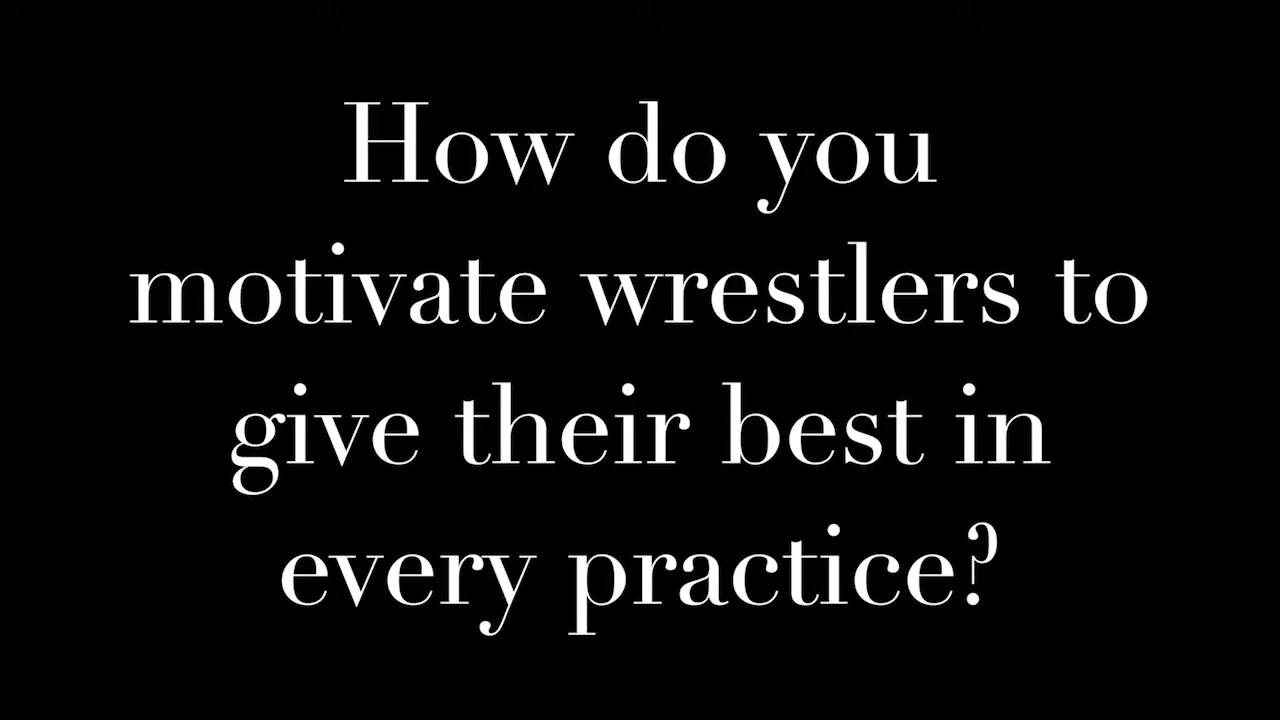 How do you
motivate wrestlers to
give their best in
every practice?